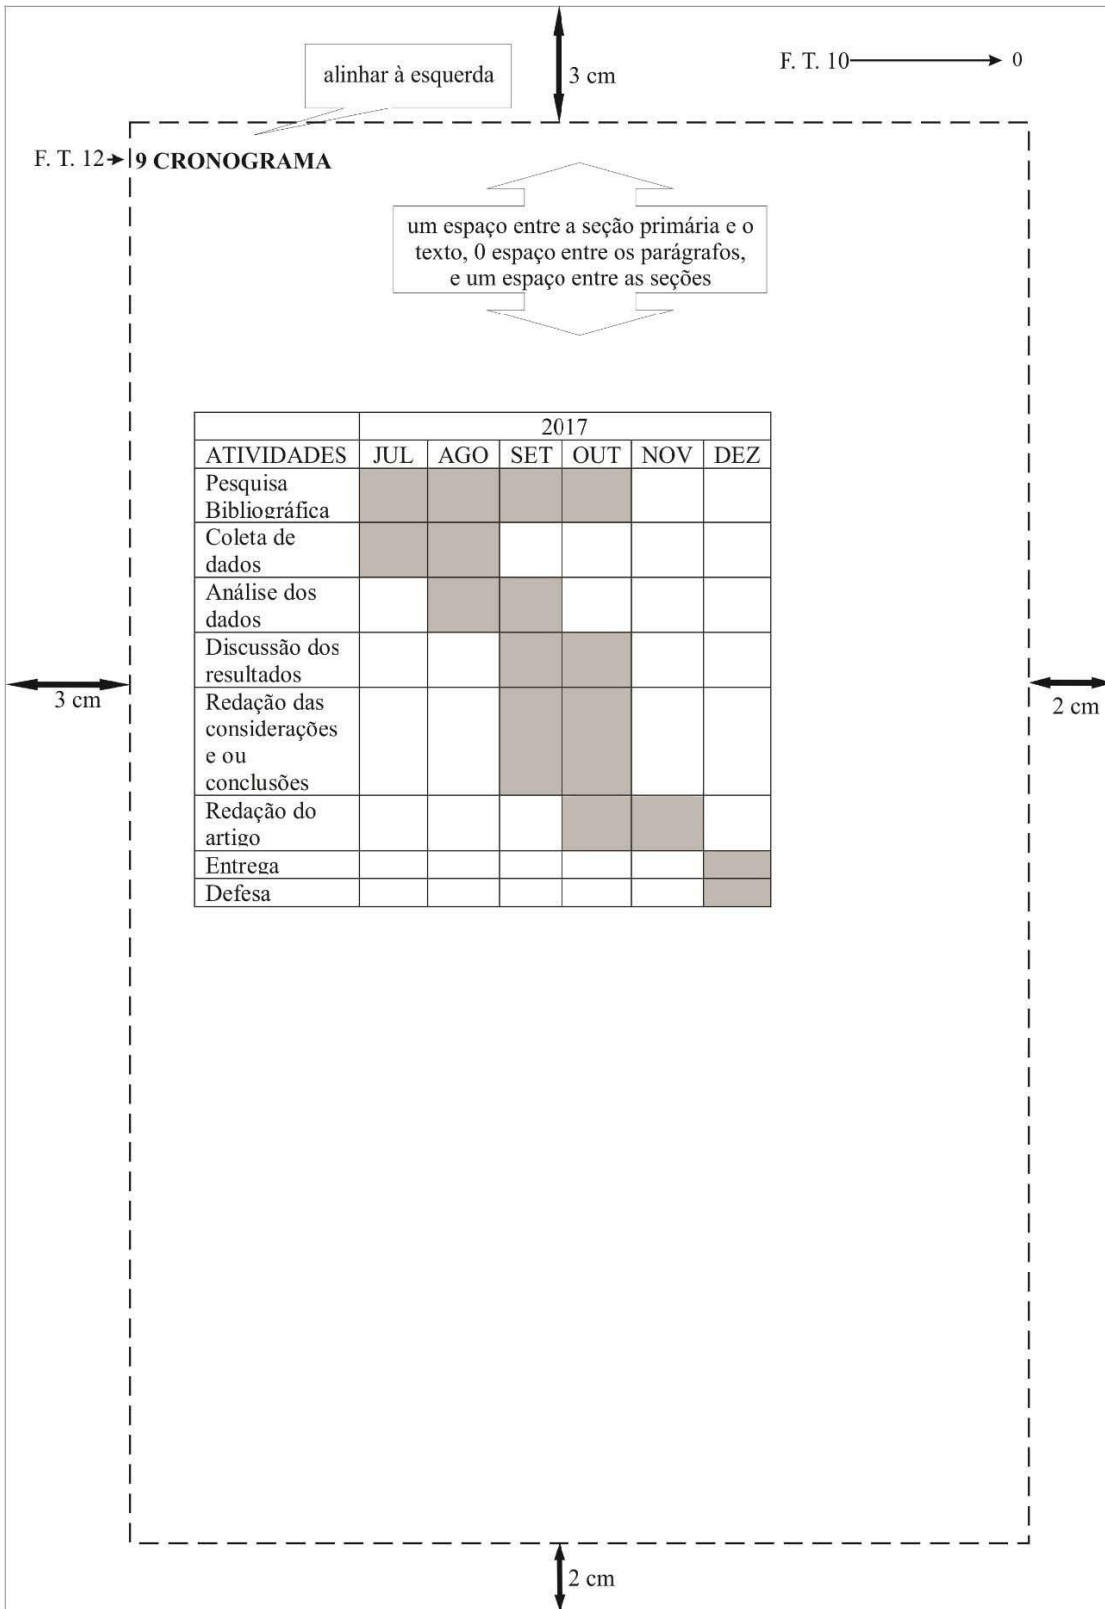 alinhar à esquerda
3 cm
F. T. 10 0
F. T. 12 9 CRONOGRAMA
um espaço entre a seção primária e o
texto, 0 espaço entre os parágrafos,
e um espaço entre as seções
2017
ATIVIDADES JUL AGO SET OUT NOV DEZ
Pesquisa
Bibliográfica
Coleta de
dados
Análise dos
dados
Discussão dos
resultados
Redação das
considerações
e ou
conclusões
Redação do
artigo
Entrega
Defesa
3 cm
2 cm
2 cm